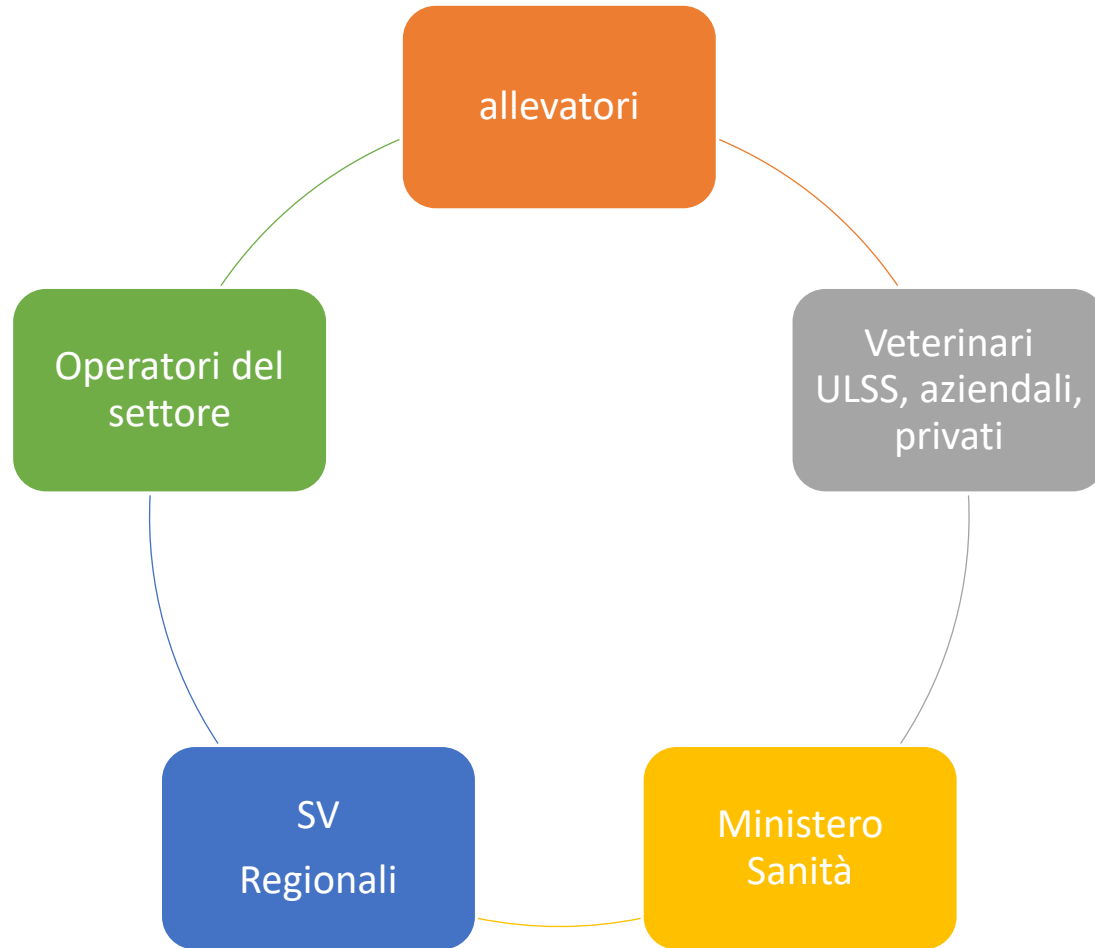 allevatori
Operatori del
settore
Veterinari
ULSS, aziendali,
privati
SV
Regionali
Ministero
Sanità